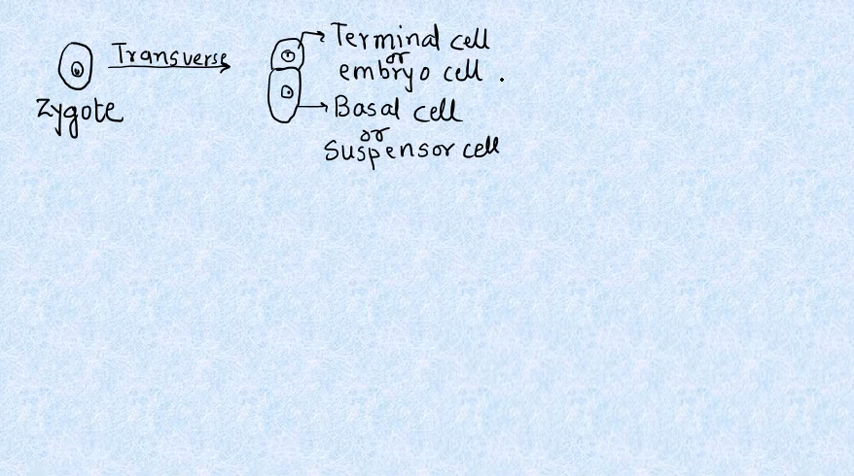 Transverse
Zygote
Terminal cell
or
embryo cell .
Basal cell
or
Suspensor cell